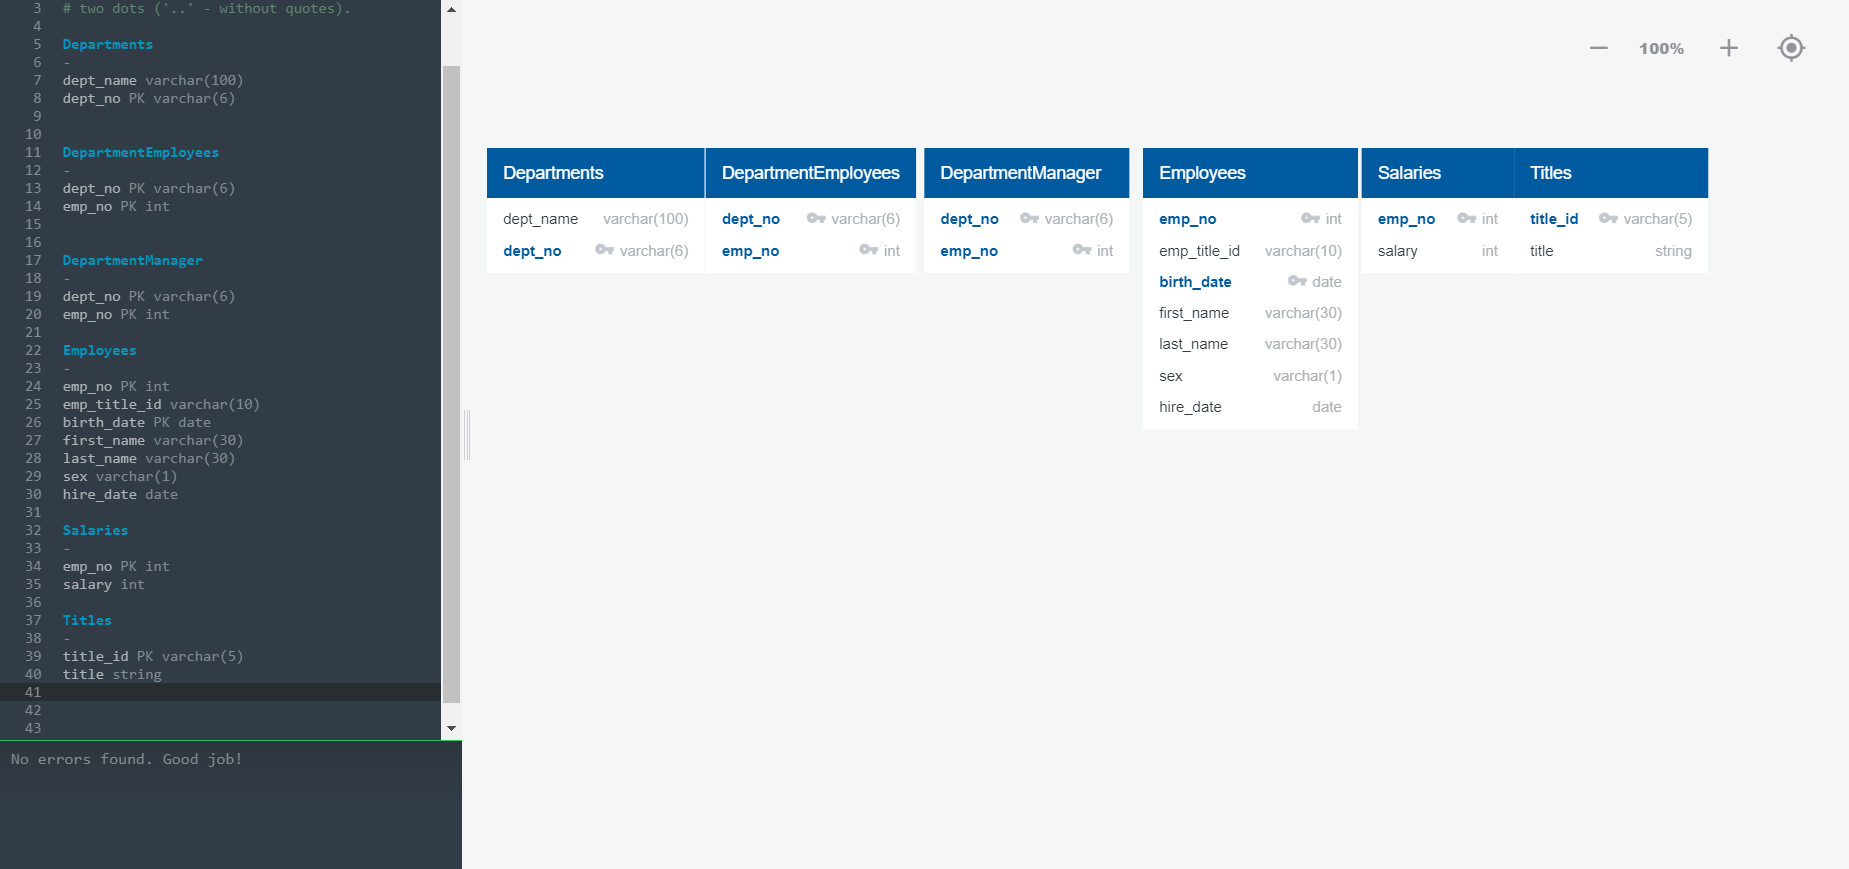 3 # two dots ('..' - without quotes).
4
5 Departments
6 -
7 dept_name varchar(100)
8 dept_no PK varchar(6)
9
10
11 DepartmentEmployees
12 -
13 dept_no PK varchar(6)
14 emp_no PK int
15
16
17 DepartmentManager
18 -
19 dept_no PK varchar(6)
20 emp_no PK int
21
22 Employees
23 -
24 emp_no PK int
25 emp_title_id varchar(10)
26 birth_date PK date
27 first_name varchar(30)
28 last_name varchar(30)
29 sex varchar(1)
30 hire_date date
31
32 Salaries
33 -
34 emp_no PK int
35 salary int
36
37 Titles
38 -
39 title_id PK varchar(5)
40 title string
41
42
43
No errors found. Good job!
100%
Departments
dept_name varchar(100)
dept_no varchar(6)
DepartmentEmployees
dept_no varchar(6)
emp_no int
DepartmentManager
dept_no varchar(6)
emp_no int
Employees
emp_no int
emp_title_id varchar(10)
birth_date date
first_name varchar(30)
last_name varchar(30)
sex varchar(1)
hire_date date
Salaries
emp_no int
salary int
Titles
title_id varchar(5)
title string